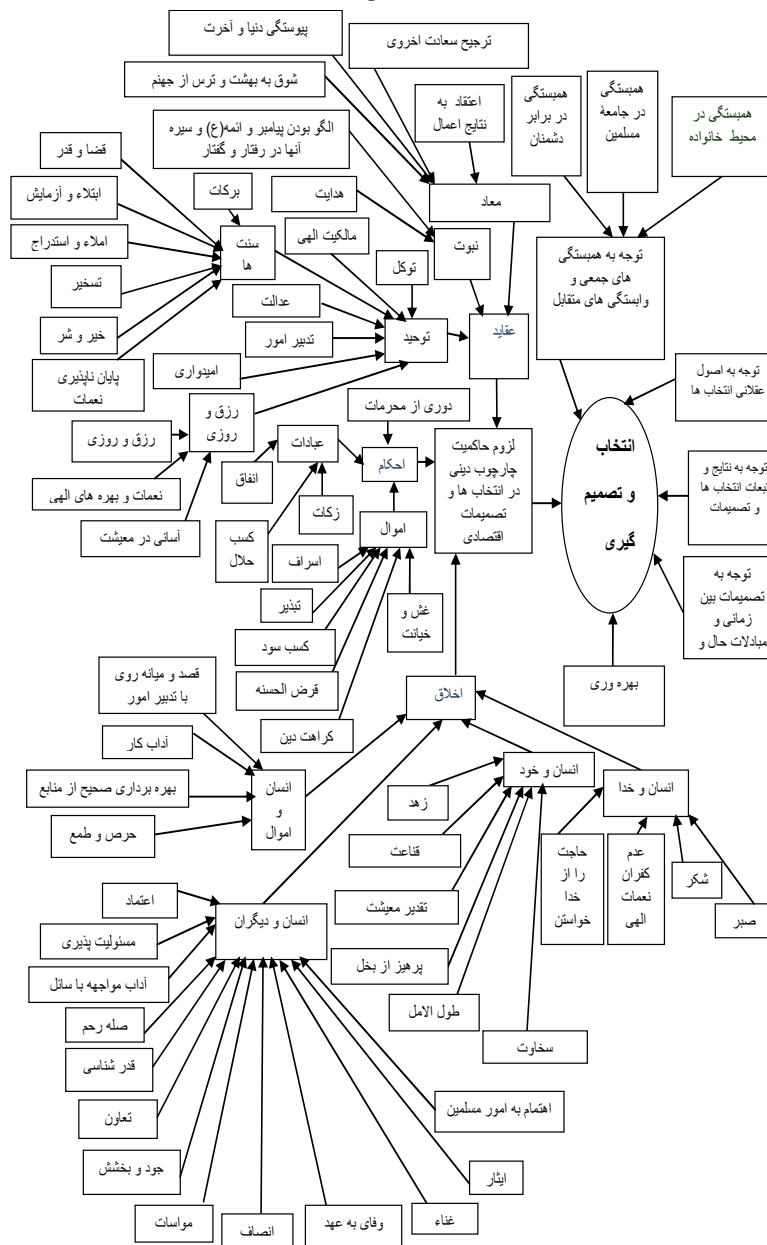 پیوستگی دنیا و آخرت
ترجیح سعادت اخروی
شوق به بهشت و ترس از جهنم
اعتقاد به
نتایج اعمال
همبستگی
در برابر
دشمنان
همبستگی
در جامعۀ
مسلمین
همبستگی در
محیط خانواده
الگو بودن پیامبر و ائمه(ع) و سیره
آنها در رفتار و گفتار
قضا و قدر
برکات
هدایت
معاد
ابتلاء و آزمایش
سنت
ها
مالکیت الهی
نبوت
توجه به همبستگی
های جمعی و
وابستگی های متقابل
املاء و استدراج
توکل
تسخیر
عدالت
توحید
عقاید
خیر و شر
تدبیر امور
پایان ناپذیری
نعمات
امیدواری
توجه به اصول
عقلانی انتخاب ها
رزق و
روزی
رزق و روزی
دوری از محرمات
عبادات
احکام
لزوم حاکمیت
چارچوب دینی
در انتخاب ها و
تصمیمات
اقتصادی
انتخاب
و تصمیم
گیری
توجه به نتایج و
تبعات انتخاب ها
و تصمیمات
انفاق
نعمات و بهره های الهی
زکات
آسانی در معیشت
کسب
حلال
اموال
اسراف
توجه به
تصمیمات بین
زمانی و
مبادلات حال و
تبذیر
غش و
خیانت
کسب سود
قرض الحسنه
بهره وری
اخلاق
قصد و میانه روی
با تدبیر امور
کراهت دین
آداب کار
انسان
و
اموال
انسان و خود
انسان و خدا
بهره برداری صحیح از منابع
زهد
حرص و طمع
قناعت
حاجت
را از
خدا
خواستن
عدم
کفران
نعمات
الهی
شکر
صبر
اعتماد
تقدیر معیشت
انسان و دیگران
مسئولیت پذیری
پرهیز از بخل
آداب مواجهه با سائل
طول الامل
صله رحم
سخاوت
قدر شناسی
اهتمام به امور مسلمین
تعاون
جود و بخشش
ایثار
مواسات
انصاف
وفای به عهد
غناء